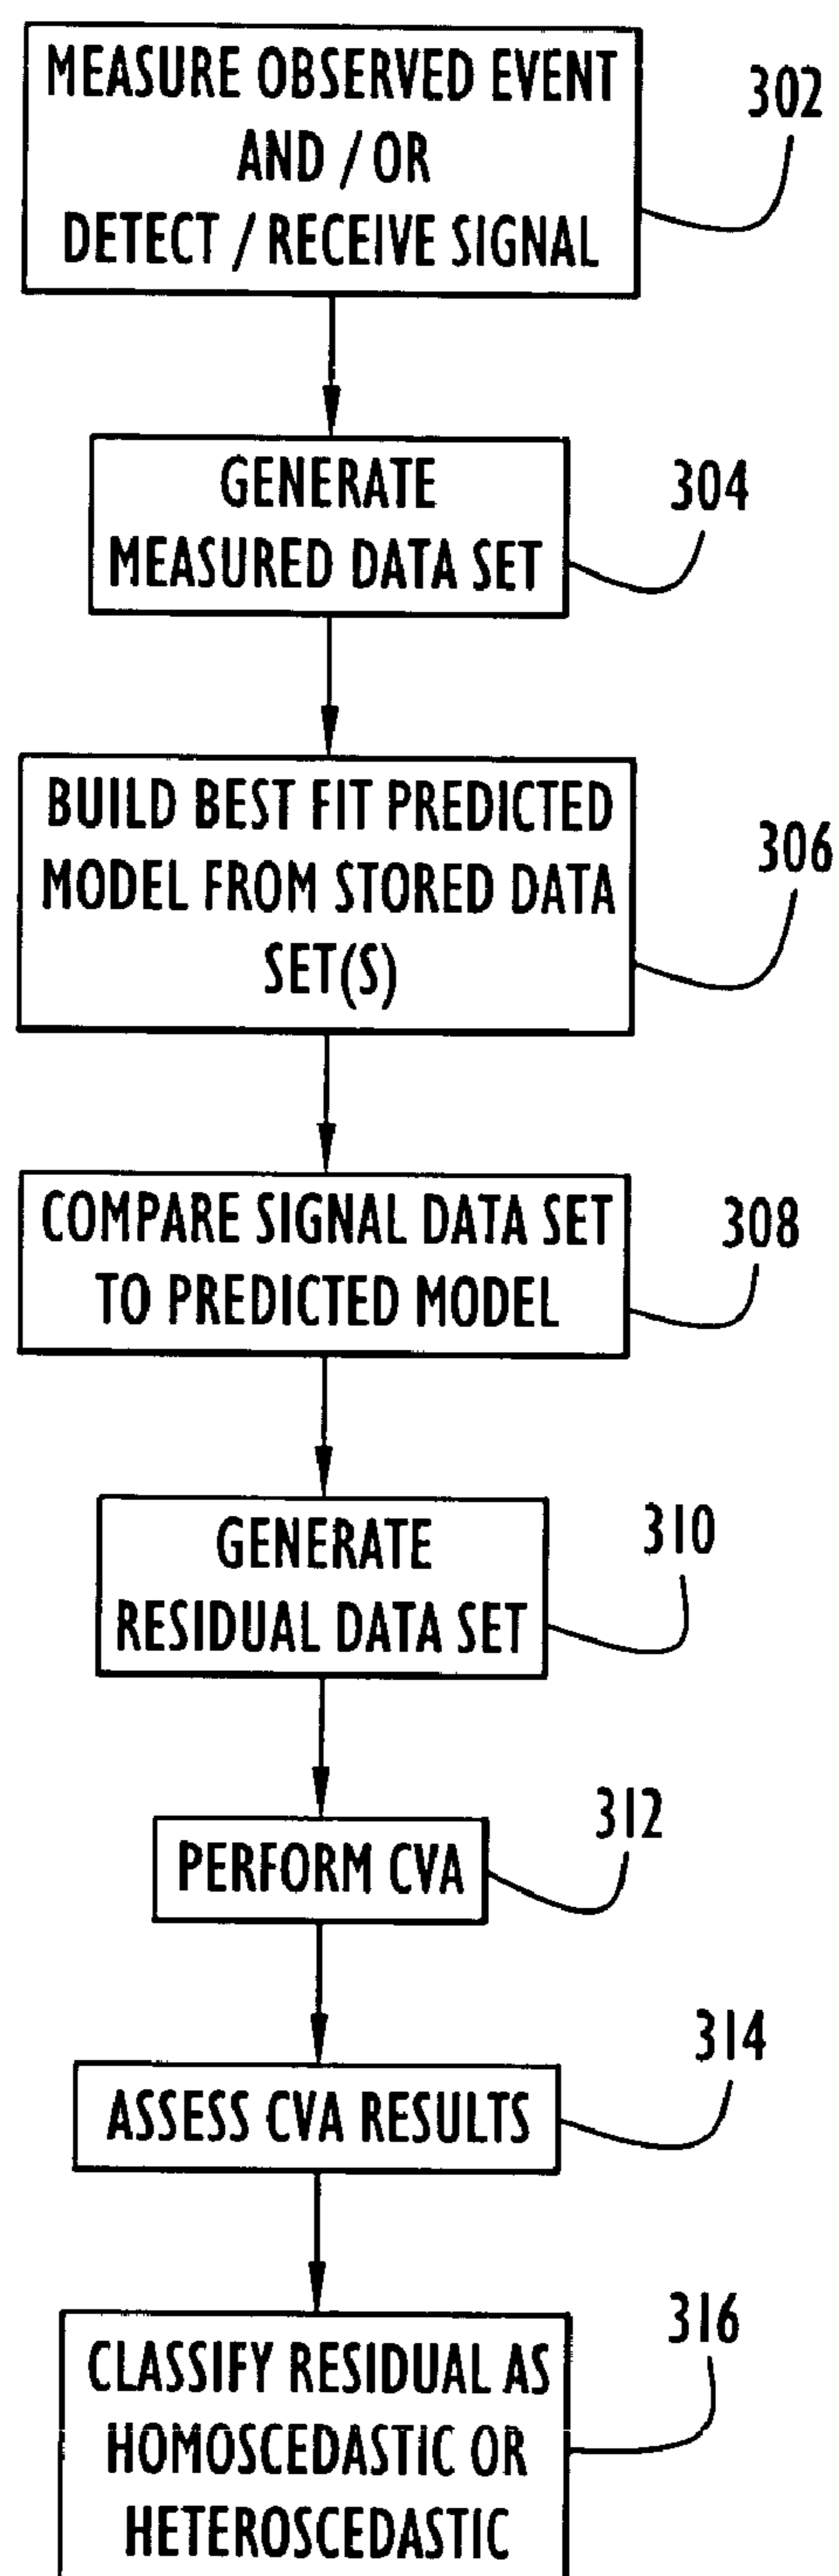 MEASURE OBSERVED EVENT
AND / OR
DETECT / RECEIVE SIGNAL
302
GENERATE
MEASURED DATA SET
304
BUILD BEST FIT PREDICTED
MODEL FROM STORED DATA
SET(S)
306
COMPARE SIGNAL DATA SET
TO PREDICTED MODEL
308
GENERATE
RESIDUAL DATA SET
310
PERFORM CVA
312
ASSESS CVA RESULTS
314
CLASSIFY RESIDUAL AS
HOMOSCEDASTIC OR
HETEROSCEDASTIC
316